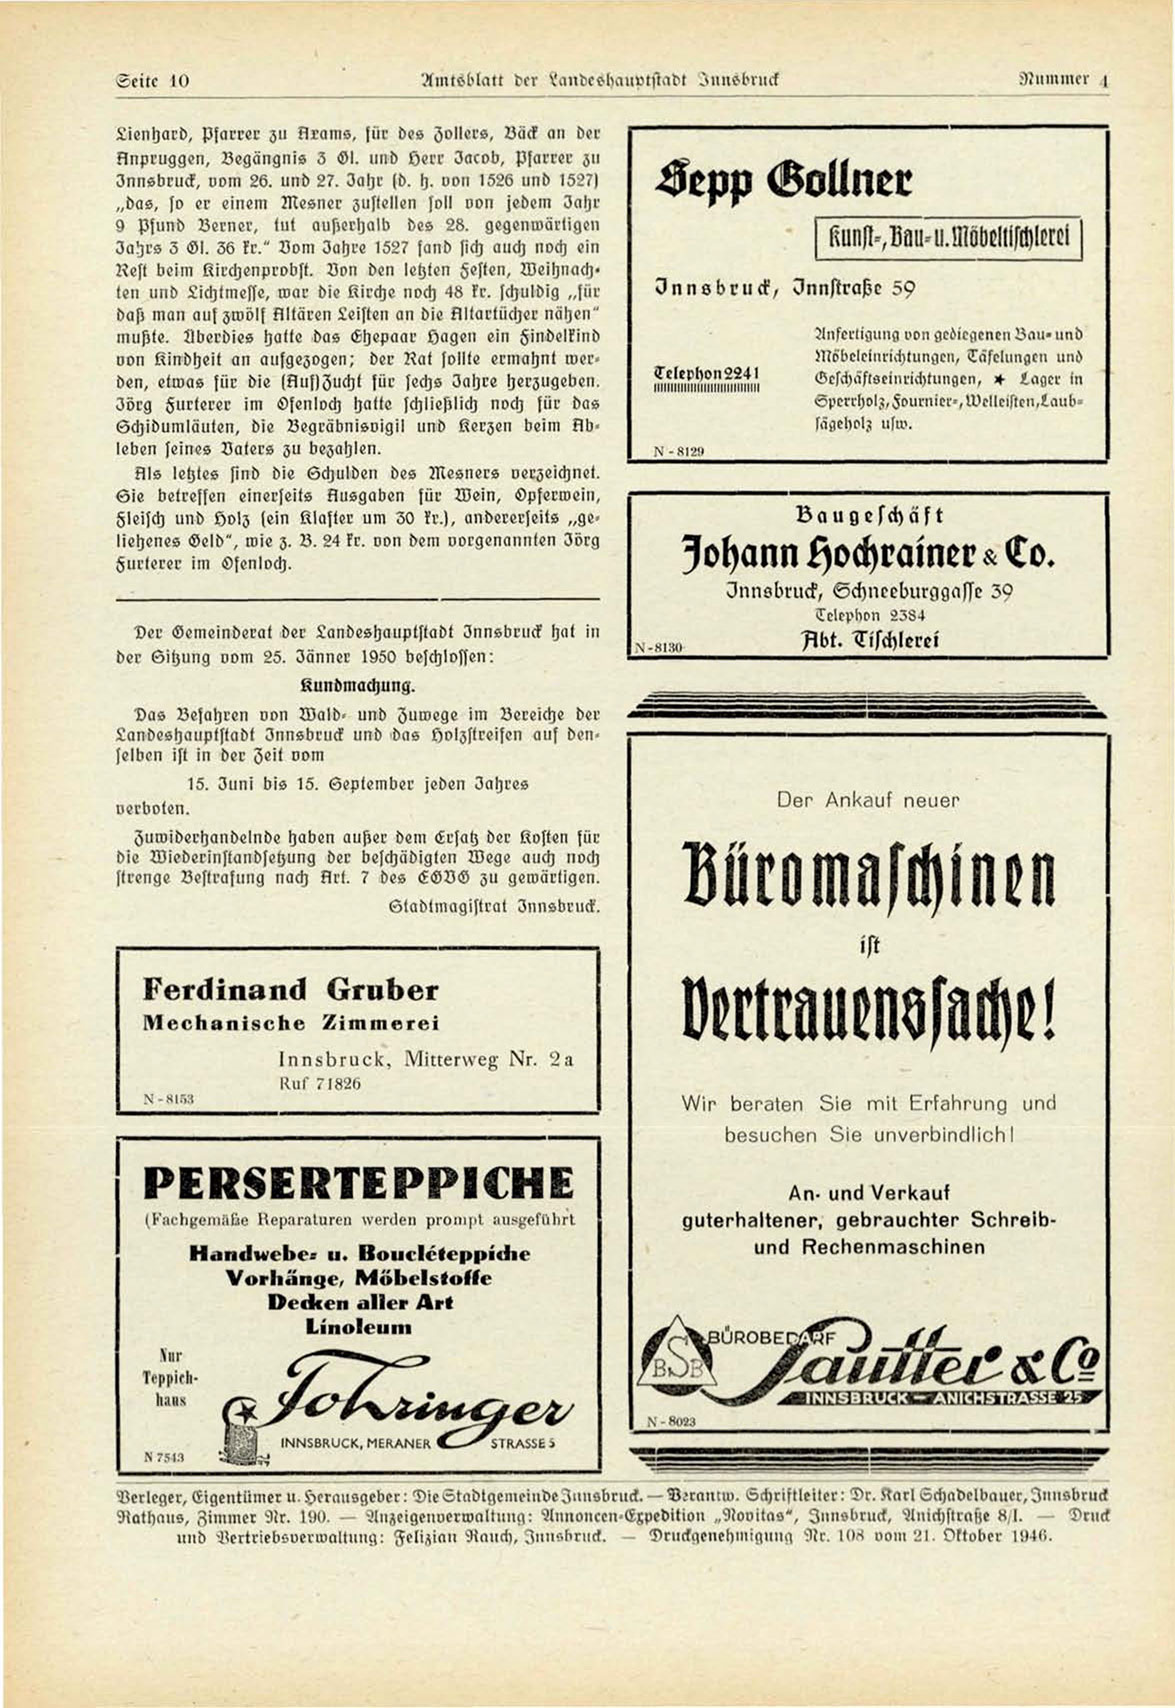 Seite 10
Amtsblatt der Landeshauptstadt Innsbruck
Nummer 4
Lienhard, Pfarrer zu Axams, für des Zollers, Bäck an der
Anpruggen, Begängnis 3 Gl. und Herr Jacob, Pfarrer zu
Innsbruck, vom 26. und 27. Jahr (d. h. von 1526 und 1527)
„das, so er einem Mesner zustellen soll von jedem Jahr
9 Pfund Berner, tut außerhalb des 28. gegenwärtigen
Jahrs 3 Gl. 36 kr.“ Vom Jahre 1527 fand sich auch noch ein
Rest beim Kirchenprobst. Von den letzten Festen, Weihnach-
ten und Lichtmesse, war die Kirche noch 48 kr. schuldig „für
daß man auf zwölf Altären Leisten an die Altartücher nähen“
mußte. Überdies hatte das Ehepaar Hagen ein Findelkind
von Kindheit an aufgezogen; der Rat sollte ermahnt wer-
den, etwas für die (Auf)Zucht für sechs Jahre herzugeben.
Jörg Furterer im Ofenloch hatte schließlich noch für das
Schidumläuten, die Begräbnisvigil und Kerzen beim Ab-
leben seines Vaters zu bezahlen.
Als letztes sind die Schulden des Mesners verzeichnet.
Sie betreffen einerseits Ausgaben für Wein, Opferwein,
Fleisch und Holz (ein Klafter um 30 kr.), andererseits „ge-
liehenes Geld“, wie z. B. 24 kr. von dem vorgenannten Jörg
Furterer im Ofenloch.
Der Gemeinderat der Landeshauptstadt Innsbruck hat in
der Sitzung vom 25. Jänner 1950 beschlossen:
Kundmachung.
Das Befahren von Wald- und Zuwege im Bereiche der
Landeshauptstadt Innsbruck und das Holzstreifen auf den-
selben ist in der Zeit vom
15. Juni bis 15. September jeden Jahres
verboten.
Zuwiderhandelnde haben außer dem Ersatz der Kosten für
die Wiederinstandsetzung der beschädigten Wege auch noch
strenge Bestrafung nach Art. 7 des EGVG zu gewärtigen.
Stadtmagistrat Innsbruck.
Ferdinand Gruber
Mechanische Zimmerei
Innsbruck, Mitterweg Nr. 2a
Ruf 71826
N - 8153
PERSERTEPPICHE
(Fachgemäße Reparaturen werden prompt ausgeführt
Handwebe- u. Boucléteppiche
Vorhänge, Möbelstoffe
Decken aller Art
Linoleum
Nur
Teppich-
haus
Fohringer
INNSBRUCK, MERANER STRASSE 5
N 7543
Sepp Gollner
Kunst-, Bau- u. Möbeltischlerei
Innsbruck, Innstraße 59
Telephon 2241
Anfertigung von gediegenen Bau- und
Möbeleinrichtungen, Täfelungen und
Geschäftseinrichtungen, ★ Lager in
Sperrholz, Fournier-, Welleisten, Laub-
sägeholz usw.
N - 8129
Baugeschäft
Johann Hochrainer & Co.
Innsbruck, Schneeburggasse 39
Telephon 2384
Abt. Tischlerei
N - 8130
Der Ankauf neuer
Büromaschinen
ist
Vertrauenssache!
Wir beraten Sie mit Erfahrung und
besuchen Sie unverbindlich!
An- und Verkauf
guterhaltener, gebrauchter Schreib-
und Rechenmaschinen
BSB
BÜROBEDARF
Sautter & Co
INNSBRUCK - ANICHSTRASSE 25
N - 8023
Verleger, Eigentümer u. Herausgeber: Die Stadtgemeinde Innsbruck. — Verantw. Schriftleiter: Dr. Karl Schadelbauer, Innsbruck
Rathaus, Zimmer Nr. 190. — Anzeigenverwaltung: Annoncen-Expedition „Novitas“, Innsbruck, Anichstraße 8/I. — Druck
und Vertriebsverwaltung: Felizian Rauch, Innsbruck. — Druckgenehmigung Nr. 108 vom 21. Oktober 1946.